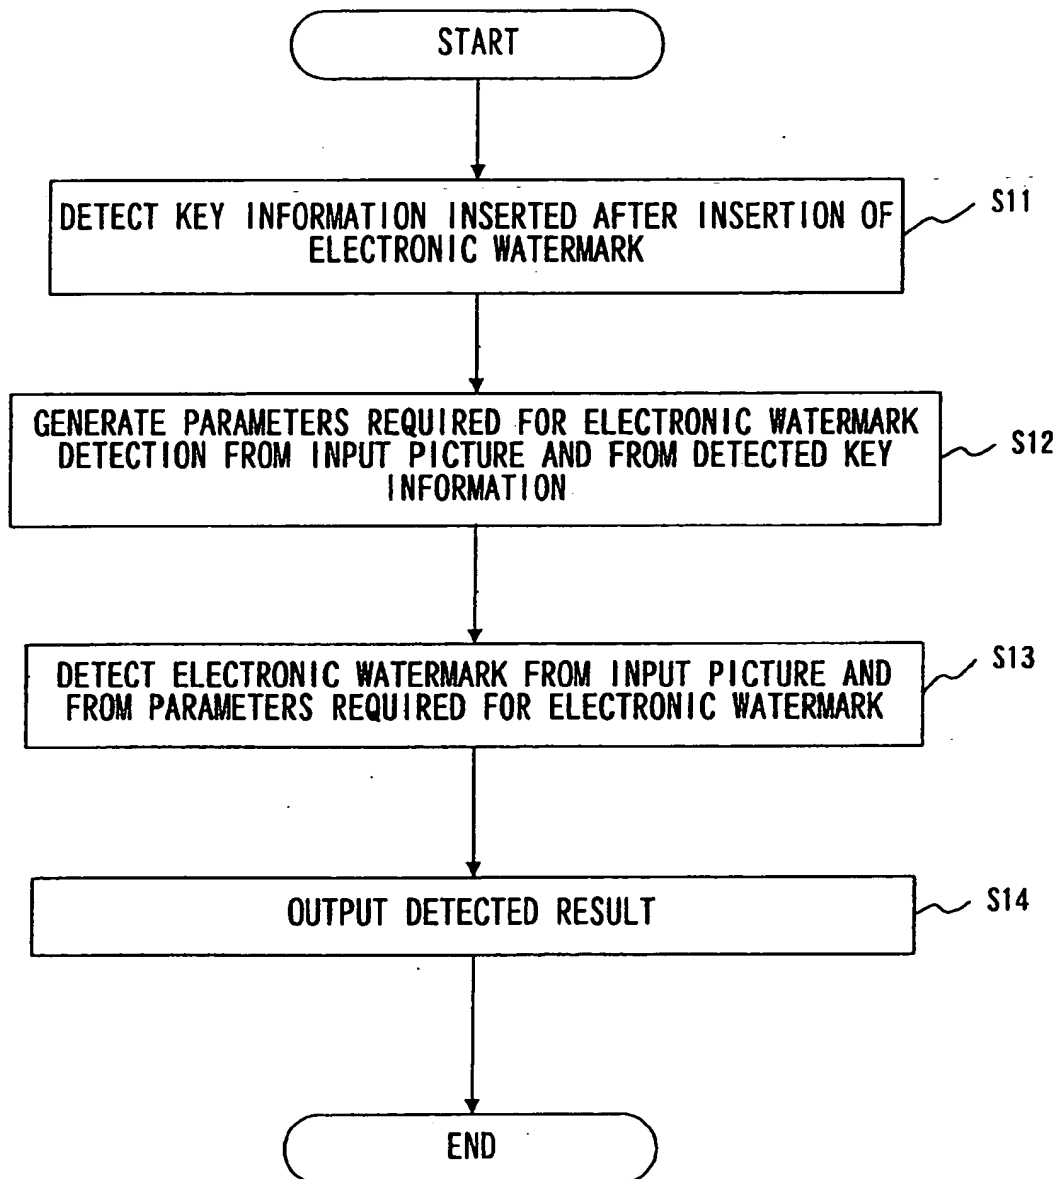 START
DETECT KEY INFORMATION INSERTED AFTER INSERTION OF
ELECTRONIC WATERMARK
S11
GENERATE PARAMETERS REQUIRED FOR ELECTRONIC WATERMARK
DETECTION FROM INPUT PICTURE AND FROM DETECTED KEY
INFORMATION
S12
DETECT ELECTRONIC WATERMARK FROM INPUT PICTURE AND
FROM PARAMETERS REQUIRED FOR ELECTRONIC WATERMARK
S13
OUTPUT DETECTED RESULT
S14
END